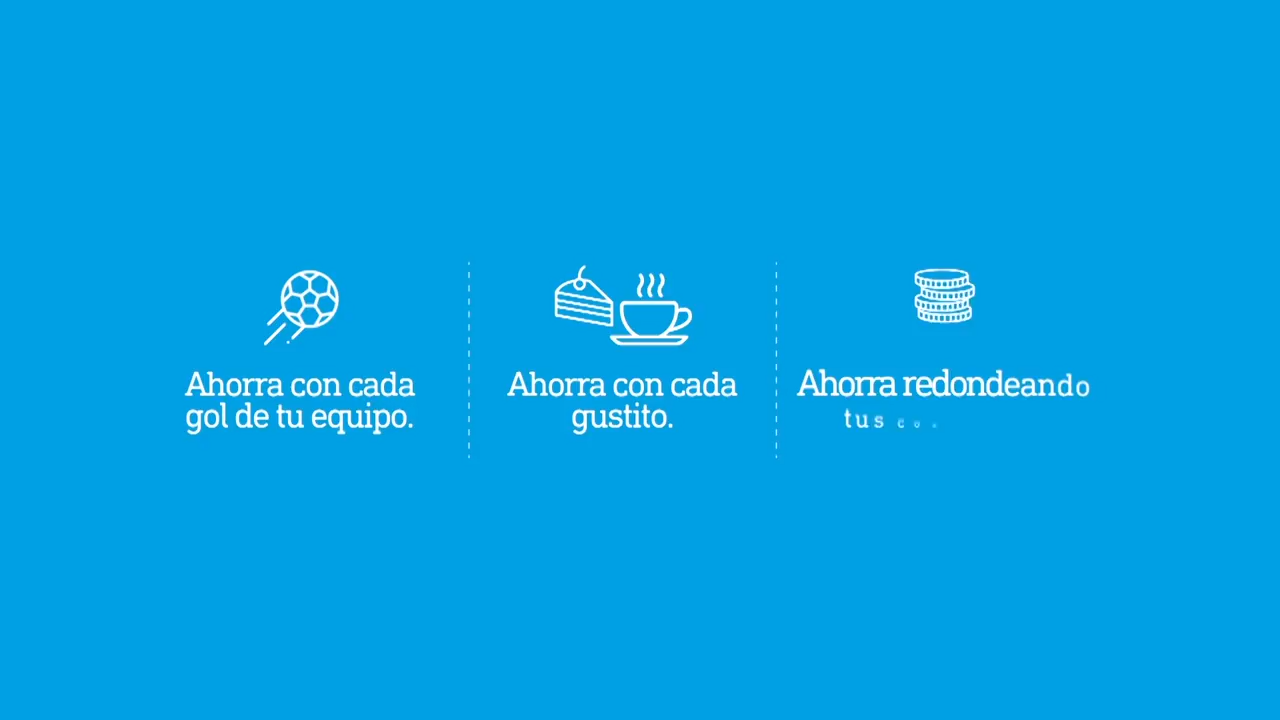 Ahorra con cada
gol de tu equipo.
Ahorra con cada
gustito.
Ahorra redondeando
tus